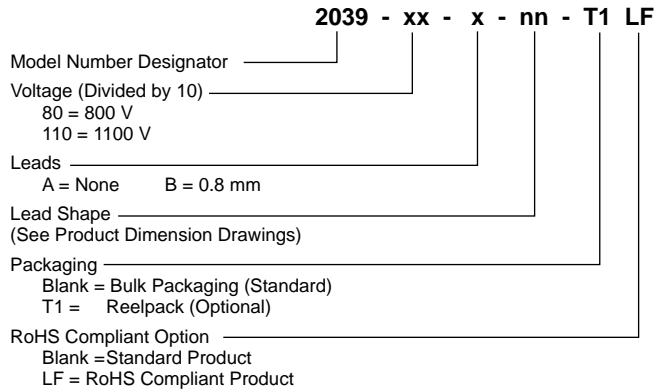 2039 - xx - x - nn - T1 LF
Model Number Designator
Voltage (Divided by 10)
80 = 800 V
110 = 1100 V
Leads
A = None B = 0.8 mm
Lead Shape
(See Product Dimension Drawings)
Packaging
Blank = Bulk Packaging (Standard)
T1 = Reelpack (Optional)
RoHS Compliant Option
Blank =Standard Product
LF = RoHS Compliant Product